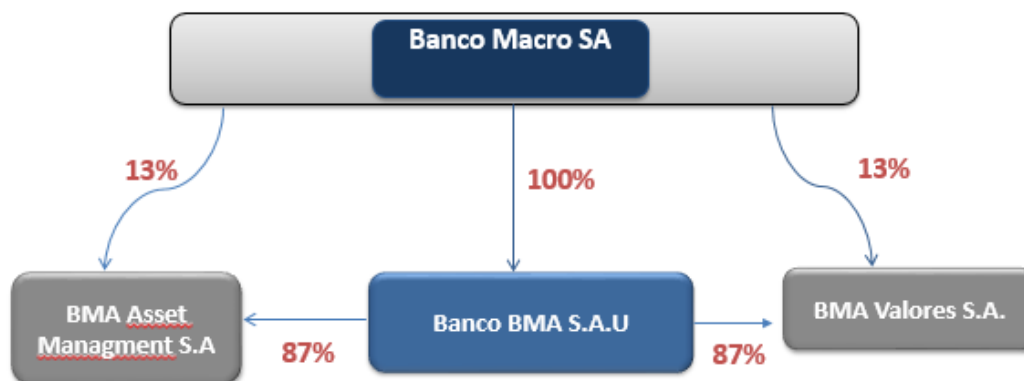 Banco Macro SA
13%
100%
13%
BMA Asset
Managment S.A
87%
Banco BMA S.A.U
87%
BMA Valores S.A.